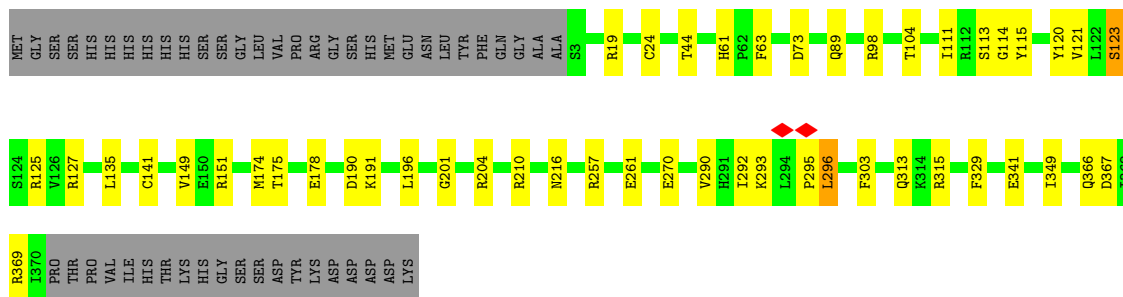 MET GLY SER SER HIS HIS HIS HIS HIS HIS SER SER GLY LEU VAL PRO ARG GLY SER HIS MET GLU ASN LEU TYR PHE GLN GLY ALA ALA S3 R19 C24 T44 H61 P62 F63 D73 Q89 R98 T104 I111 R112 S113 G114 Y115 Y120 V121 L122 S123
S124 R125 V126 R127 L135 C141 V149 E150 R151 M174 T175 E178 D190 K191 L196 G201 R204 R210 N216 R257 E261 E270 V290 H291 I292 K293 L294 P295 L296 F303 Q313 K314 R315 F329 E341 I349 Q366 D367
R369 I370 PRO THR PRO VAL ILE HIS THR LYS HIS GLY SER SER ASP TYR LYS ASP ASP ASP ASP LYS